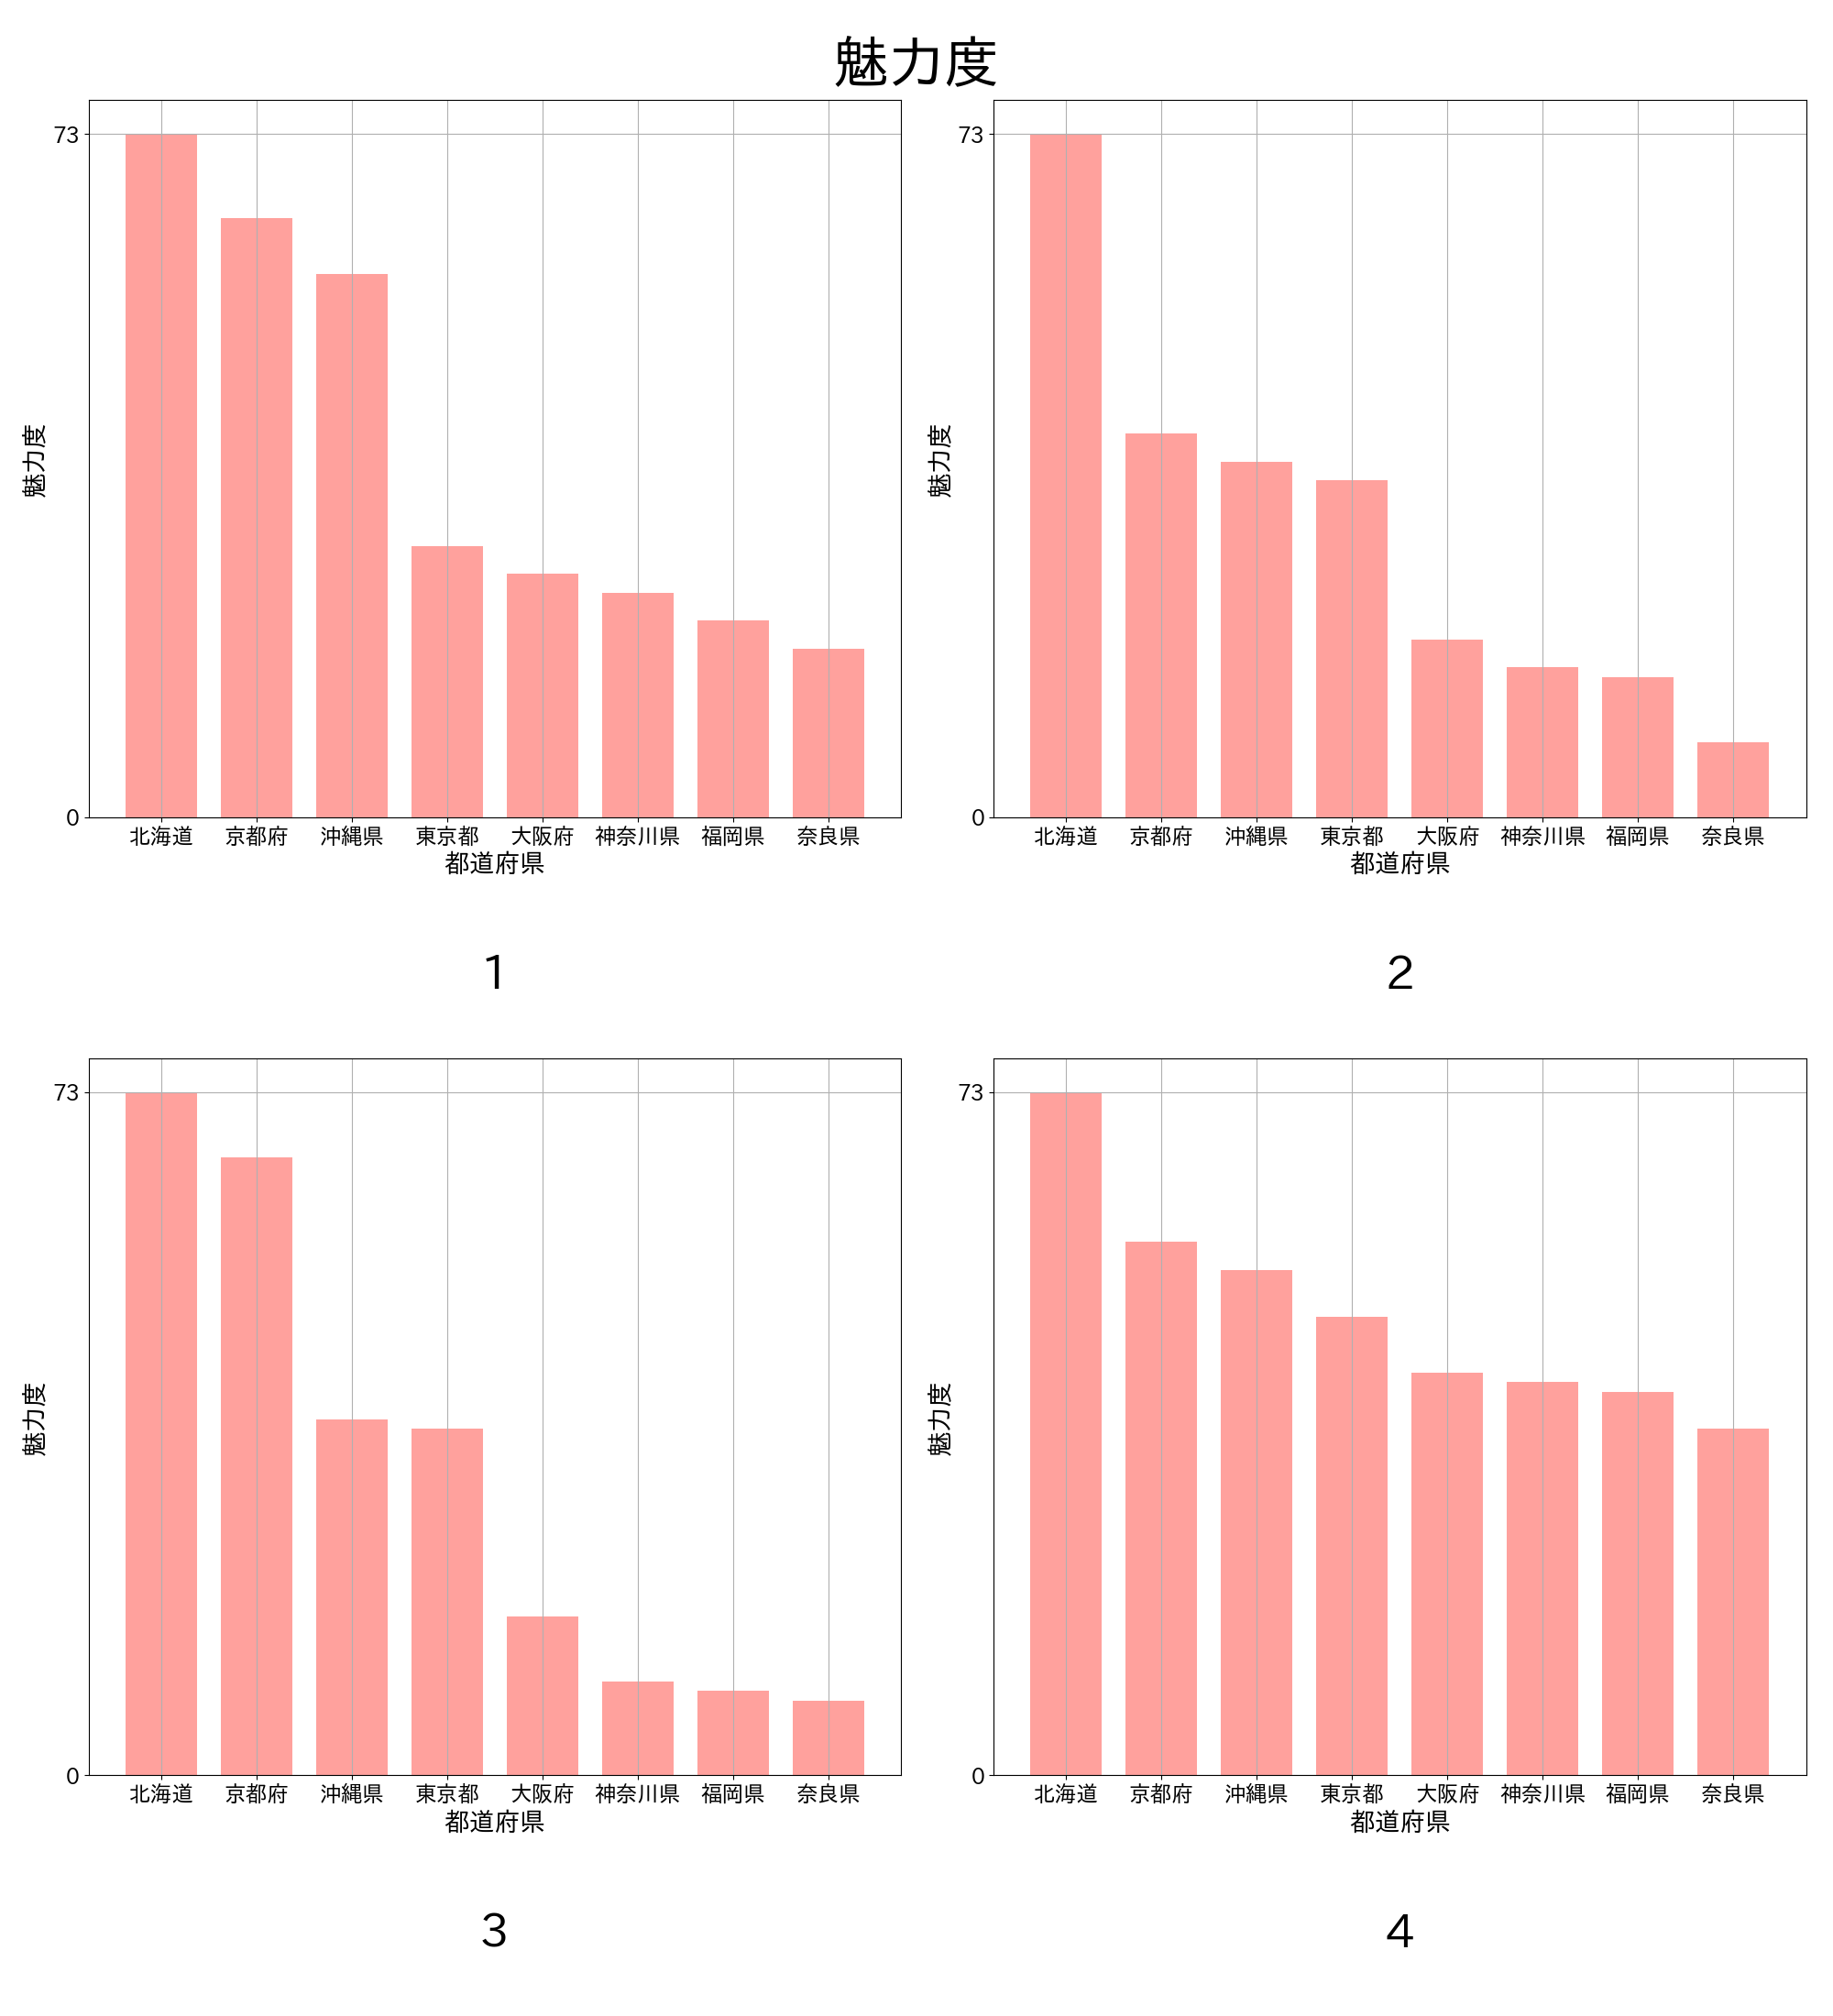 魅力度
73
0
魅力度
北海道 京都府 沖縄県 東京都 大阪府 神奈川県 福岡県 奈良県
都道府県
1
73
0
魅力度
北海道 京都府 沖縄県 東京都 大阪府 神奈川県 福岡県 奈良県
都道府県
2
73
0
魅力度
北海道 京都府 沖縄県 東京都 大阪府 神奈川県 福岡県 奈良県
都道府県
3
73
0
魅力度
北海道 京都府 沖縄県 東京都 大阪府 神奈川県 福岡県 奈良県
都道府県
4